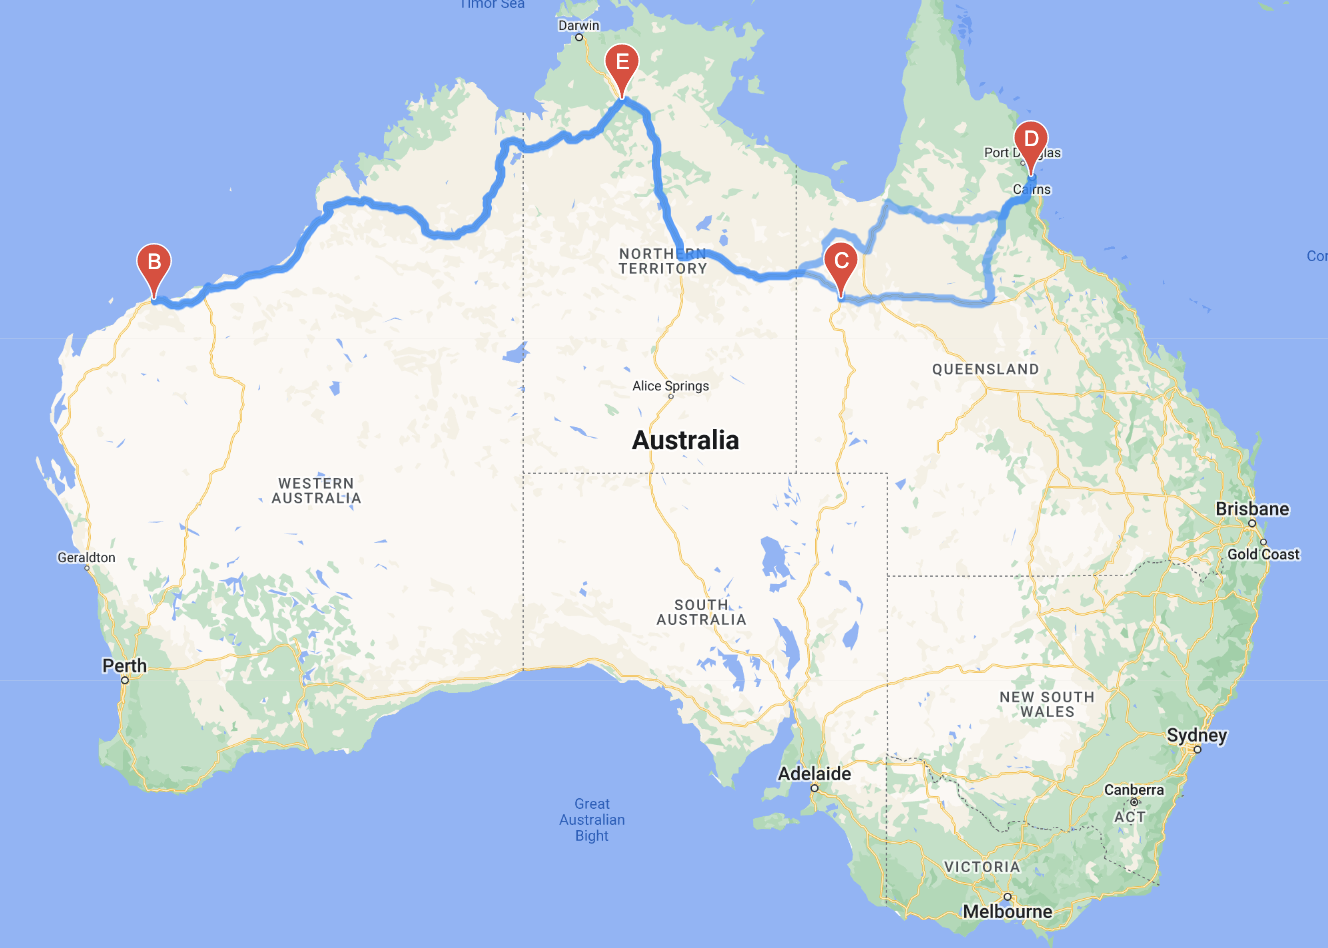 Timor Sea
Darwin
E
D
Port Douglas
Cairns
B
C
NORTHERN
TERRITORY
Cor
QUEENSLAND
Alice Springs
Australia
WESTERN
AUSTRALIA
Brisbane
Gold Coast
Geraldton
SOUTH
AUSTRALIA
Perth
NEW SOUTH
WALES
Sydney
Adelaide
Canberra
ACT
Great
Australian
Bight
VICTORIA
Melbourne